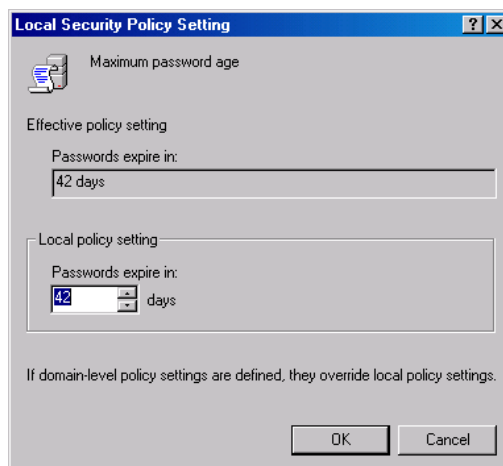 Local Security Policy Setting
Maximum password age
Effective policy setting
Passwords expire in:
42 days
Local policy setting
Passwords expire in:
42 days
If domain-level policy settings are defined, they override local policy settings.
OK Cancel